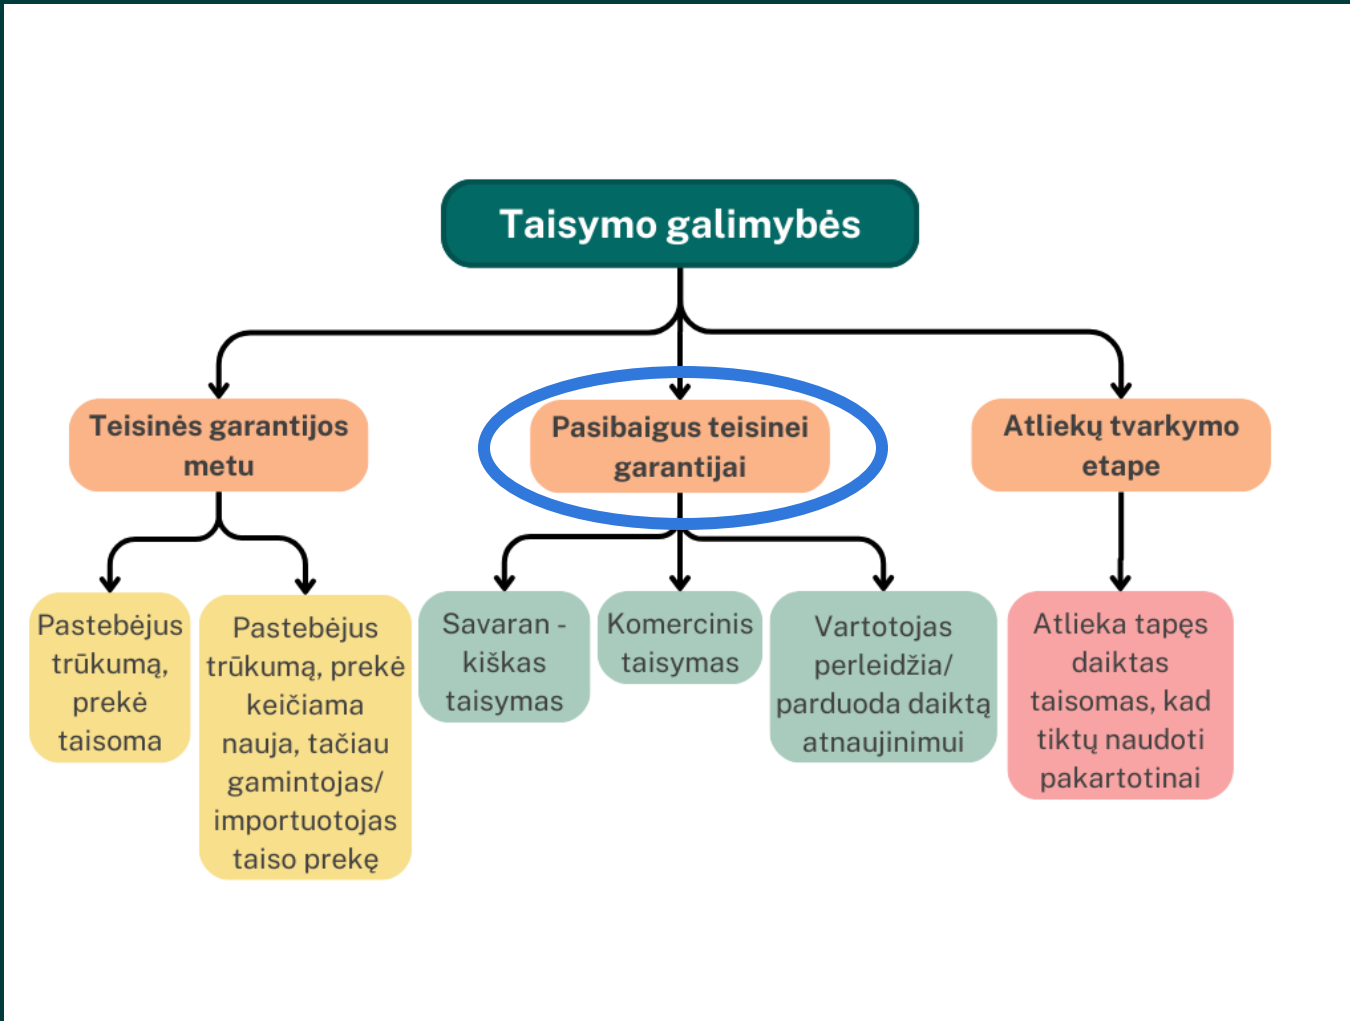 Taisymo galimybės
Teisinės garantijos
metu
Pasibaigus teisinei
garantijai
Atliekų tvarkymo
etape
Pastebėjus
trūkumą,
prekė
taisoma
Pastebėjus
trūkumą, prekė
keičiama
nauja, tačiau
gamintojas/
importuotojas
taiso prekę
Savaran -
kiškas
taisymas
Komercinis
taisymas
Vartotojas
perleidžia/
parduoda daiktą
atnaujinimui
Atlieka tapęs
daiktas
taisomas, kad
tiktų naudoti
pakartotinai